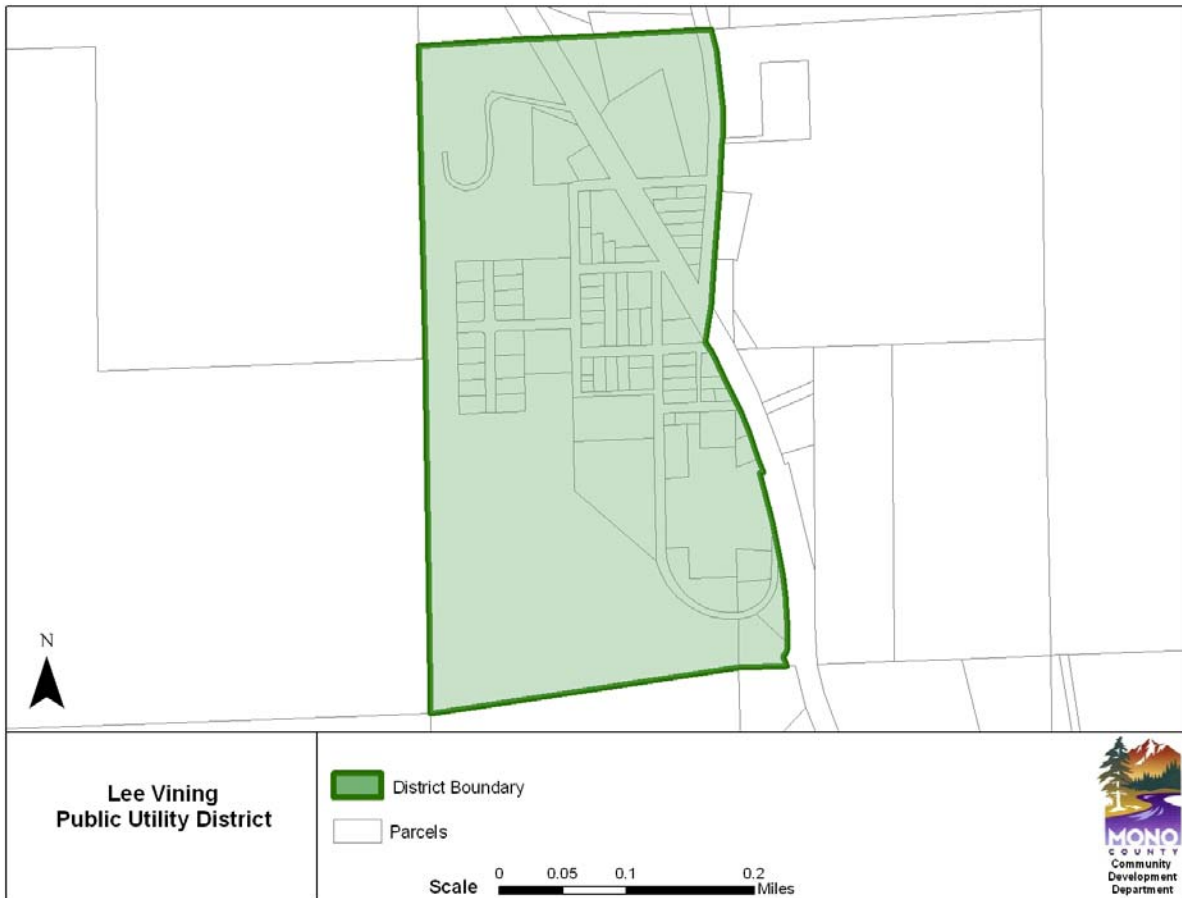 N
Lee Vining
Public Utility District
District Boundary
Parcels
Scale 0 0.05 0.1 0.2 Miles
MONO
COUNTY
Community
Development
Department